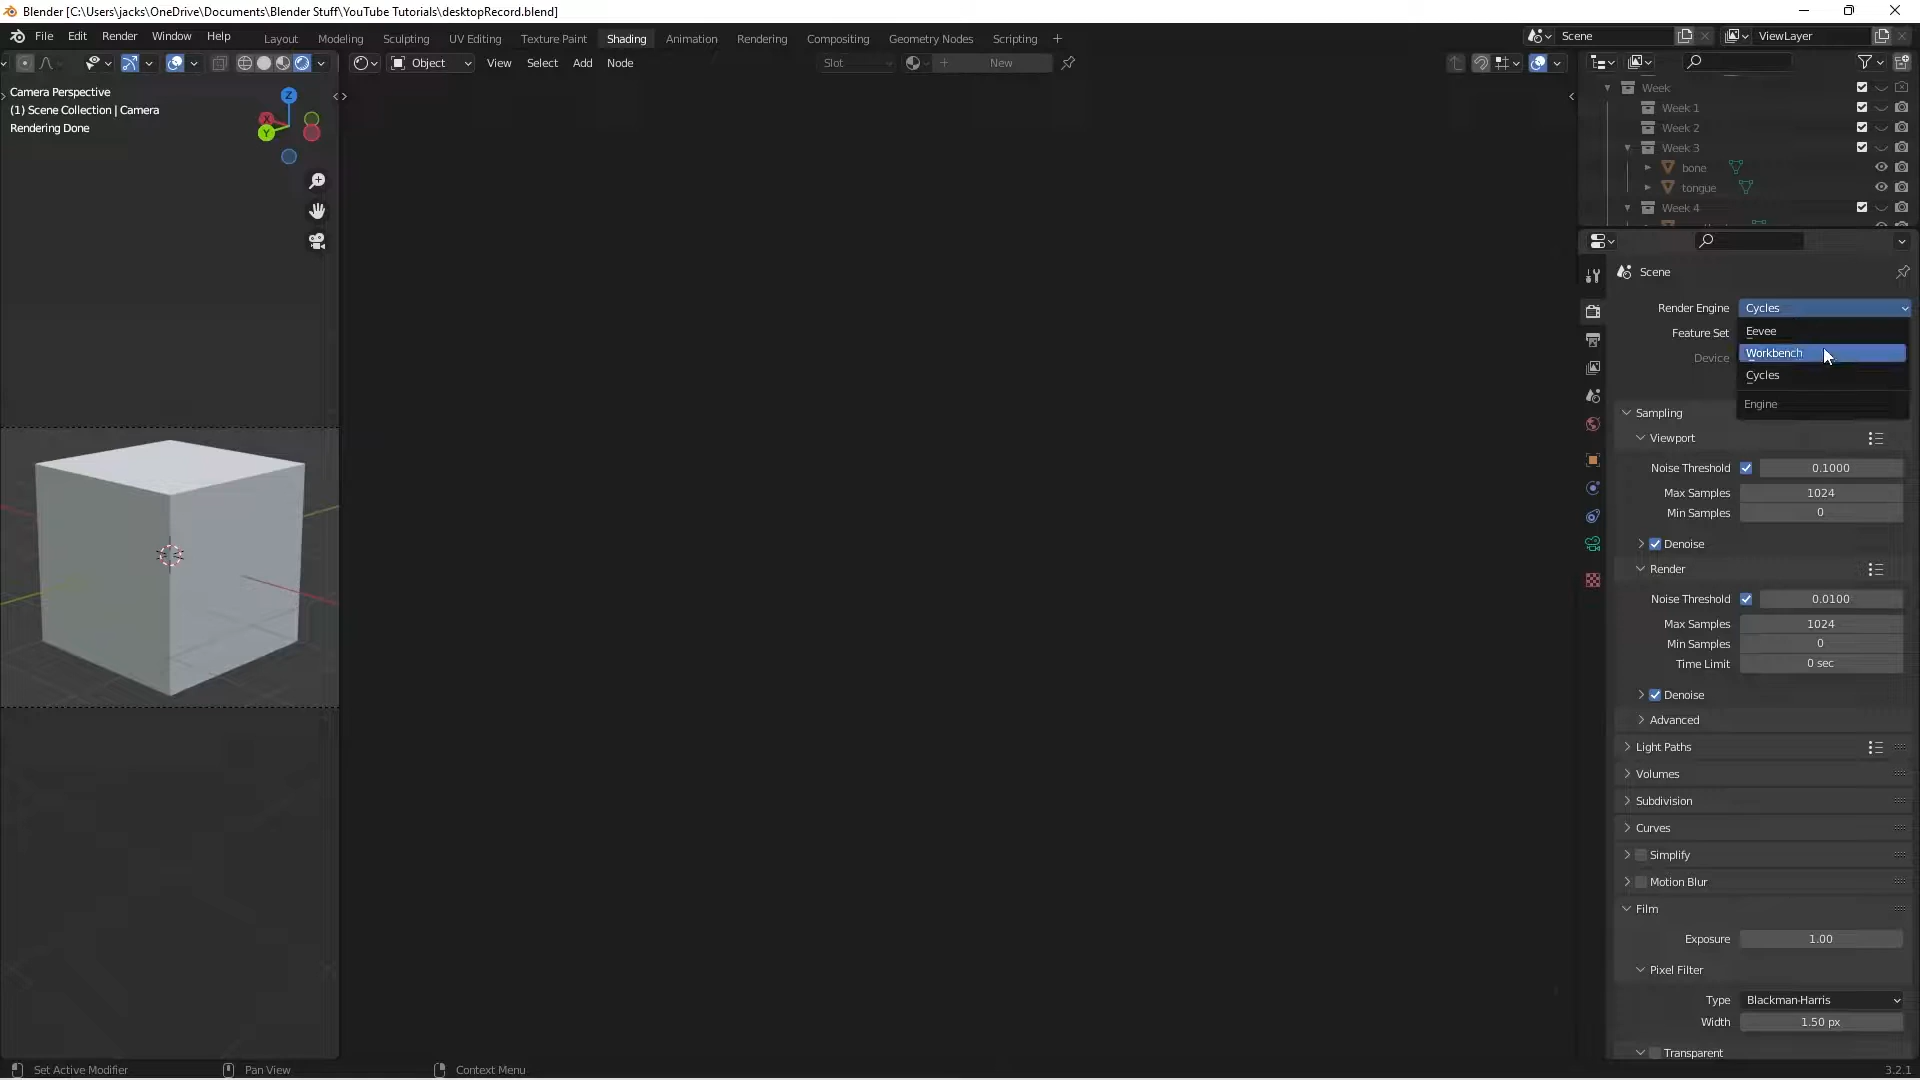 Blender [C:\Users\jacks\OneDrive\Documents\Blender Stuff\YouTube Tutorials\desktopRecord.blend]
File Edit Render Window Help Layout Modeling Sculpting UV Editing Texture Paint Shading Animation Rendering Compositing Geometry Nodes Scripting + Scene ViewLayer
Object View Select Add Node Slot New
Camera Perspective
(1) Scene Collection | Camera
Rendering Done
Z
X
Y
Week
Week 1
Week 2
Week 3
bone
tongue
Week 4
Scene
Render Engine Cycles
Feature Set Eevee
Device Workbench
Cycles
Engine
Sampling
Viewport
Noise Threshold 0.1000
Max Samples 1024
Min Samples 0
Denoise
Render
Noise Threshold 0.0100
Max Samples 1024
Min Samples 0
Time Limit 0 sec
Denoise
Advanced
Light Paths
Volumes
Subdivision
Curves
Simplify
Motion Blur
Film
Exposure 1.00
Pixel Filter
Type Blackman-Harris
Width 1.50 px
Transparent
Set Active Modifier Pan View Context Menu 3.2.1